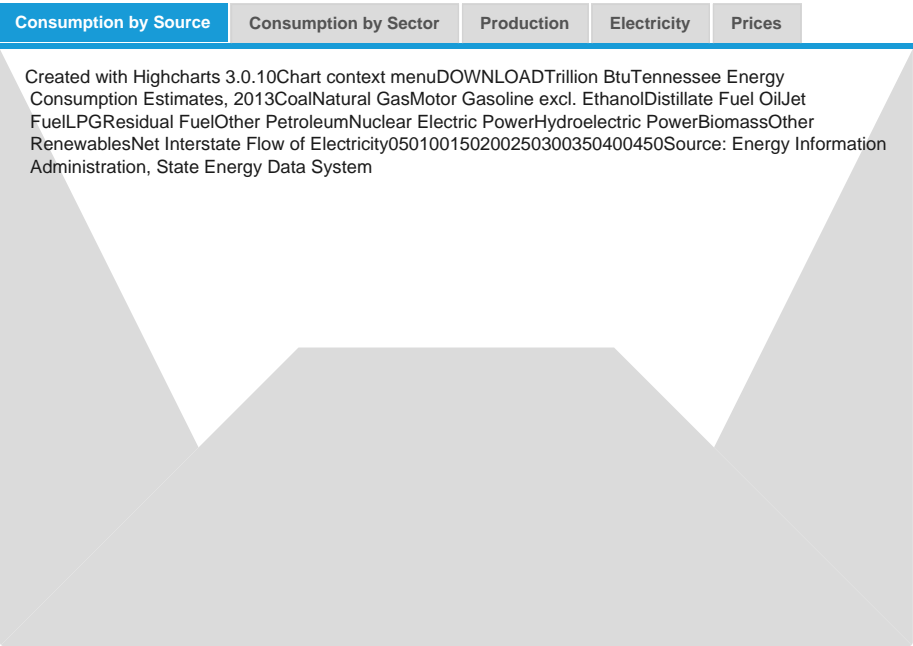 Consumption by Source Consumption by Sector Production Electricity Prices
Created with Highcharts 3.0.10Chart context menuDOWNLOADTrillion BtuTennessee Energy
Consumption Estimates, 2013CoalNatural GasMotor Gasoline excl. EthanolDistillate Fuel OilJet
FuelLPGResidual FuelOther PetroleumNuclear Electric PowerHydroelectric PowerBiomassOther
RenewablesNet Interstate Flow of Electricity050100150200250300350400450Source: Energy Information
Administration, State Energy Data System